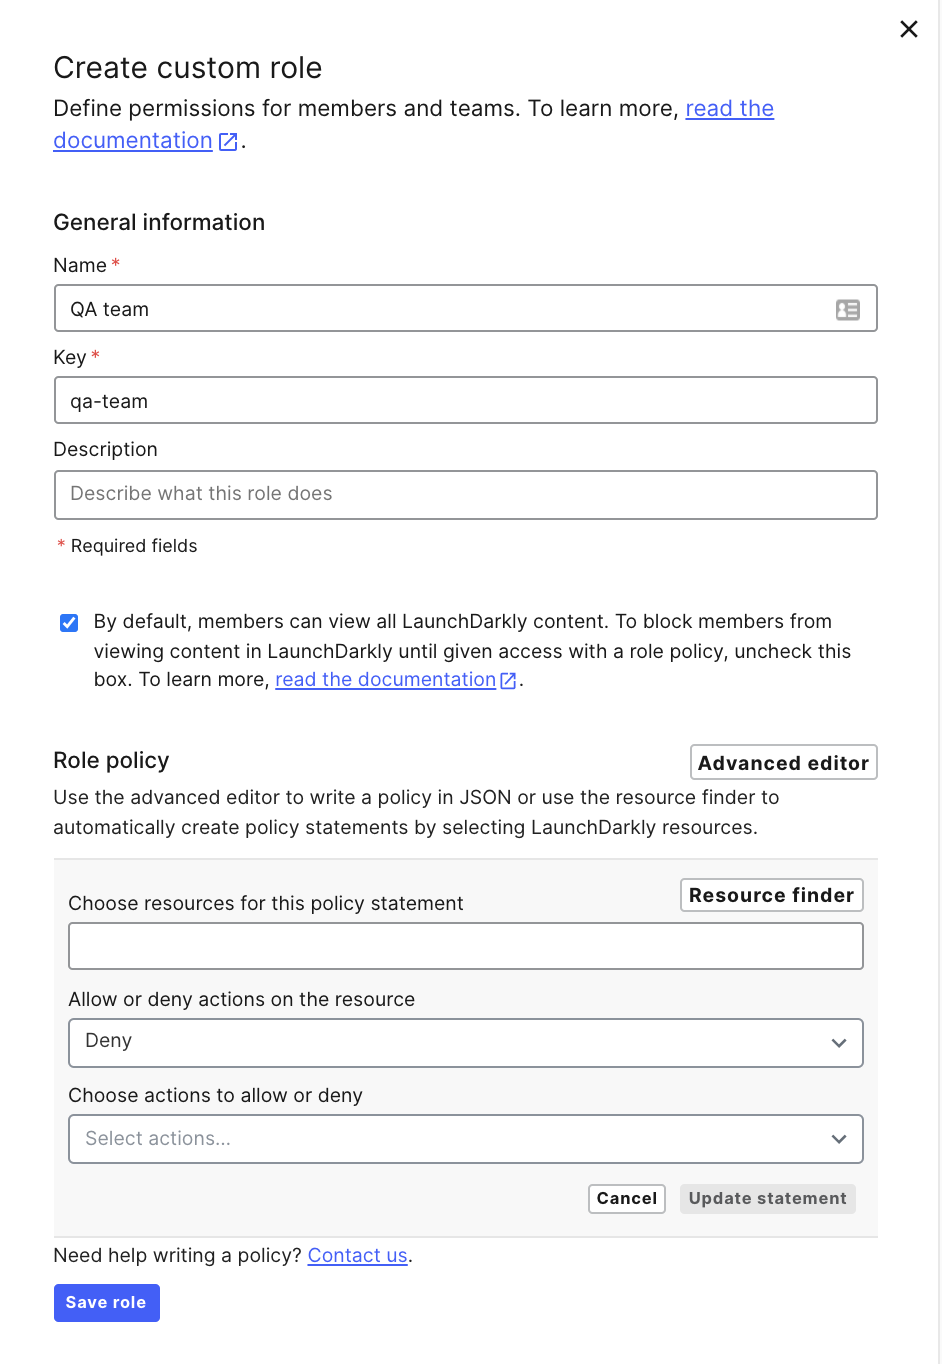 Create custom role
Define permissions for members and teams. To learn more, read the
documentation.
General information
Name *
QA team
Key *
qa-team
Description
Describe what this role does
* Required fields
By default, members can view all LaunchDarkly content. To block members from
viewing content in LaunchDarkly until given access with a role policy, uncheck this
box. To learn more, read the documentation.
Role policy
Advanced editor
Use the advanced editor to write a policy in JSON or use the resource finder to
automatically create policy statements by selecting LaunchDarkly resources.
Choose resources for this policy statement
Resource finder
Allow or deny actions on the resource
Deny
Choose actions to allow or deny
Select actions...
Cancel
Update statement
Need help writing a policy? Contact us.
Save role